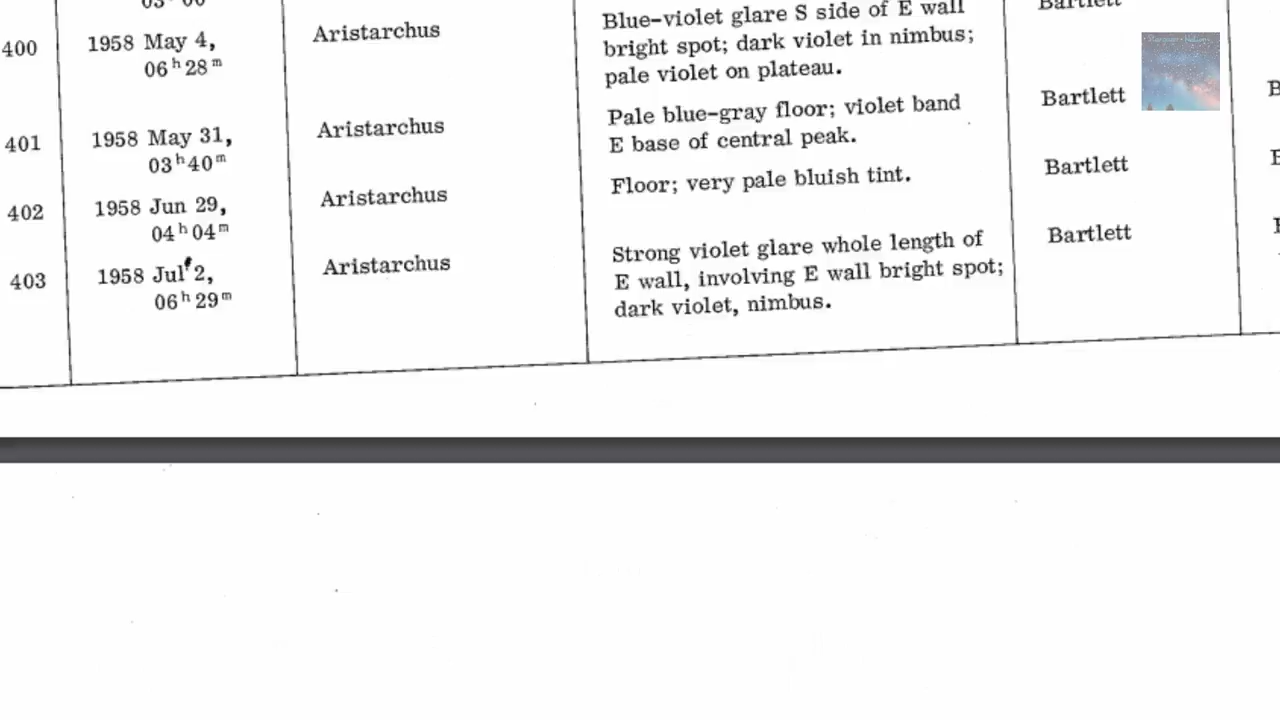 400 1958 May 4, Aristarchus Blue-violet glare S side of E wall Bartlett
06ʰ28ᵐ bright spot; dark violet in nimbus;
pale violet on plateau.
401 1958 May 31, Aristarchus Pale blue-gray floor; violet band Bartlett
03ʰ40ᵐ E base of central peak.
402 1958 Jun 29, Aristarchus Floor; very pale bluish tint. Bartlett
04ʰ04ᵐ
403 1958 Jul 2, Aristarchus Strong violet glare whole length of Bartlett
06ʰ29ᵐ E wall, involving E wall bright spot;
dark violet, nimbus.